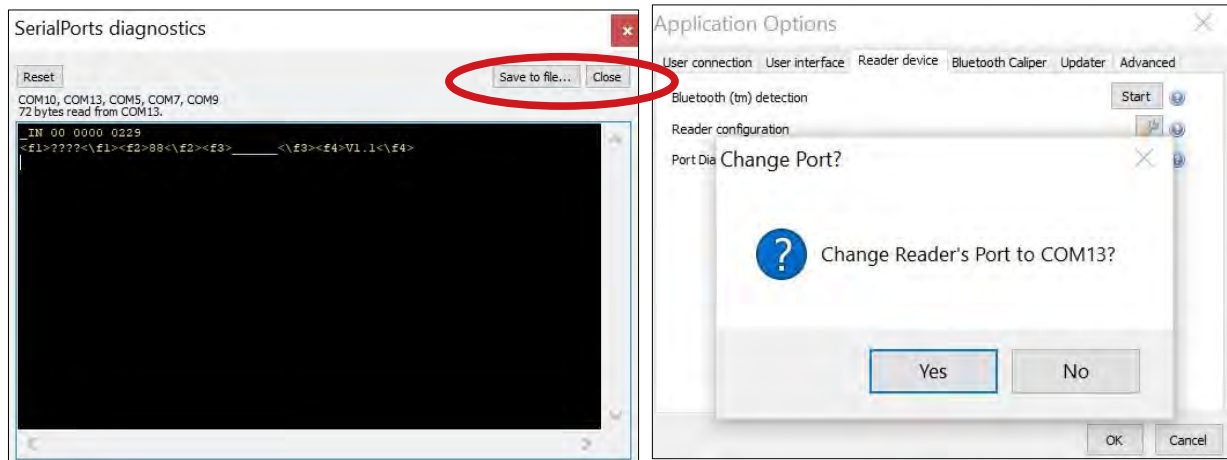 SerialPorts diagnostics
x
Reset
Save to file...
Close
COM10, COM13, COM5, COM7, COM9
72 bytes read from COM13.
_IN 00 0000 0229
<f1>????<\f1><f2>88<\f2><f3>______<\f3><f4>V1.1<\f4>
Application Options
User connection User interface Reader device Bluetooth Caliper Updater Advanced
Bluetooth (tm) detection
Start
Reader configuration
Port Dia
Change Port?
?
Change Reader's Port to COM13?
Yes
No
OK
Cancel